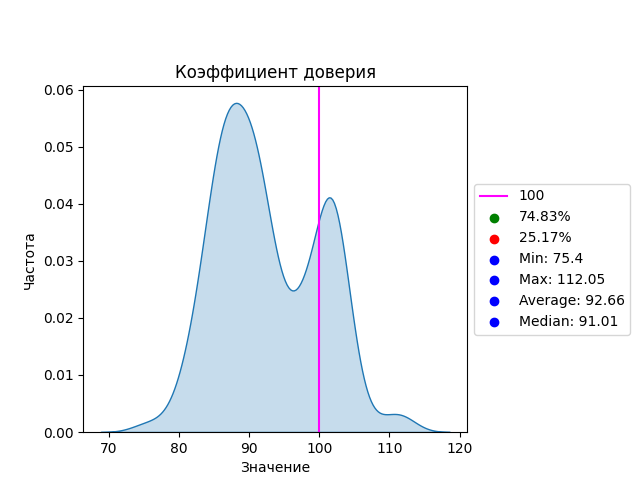 Коэффициент доверия
0.06
0.05
0.04
0.03
0.02
0.01
0.00
Частота
70 80 90 100 110 120
Значение
100
74.83%
25.17%
Min: 75.4
Max: 112.05
Average: 92.66
Median: 91.01